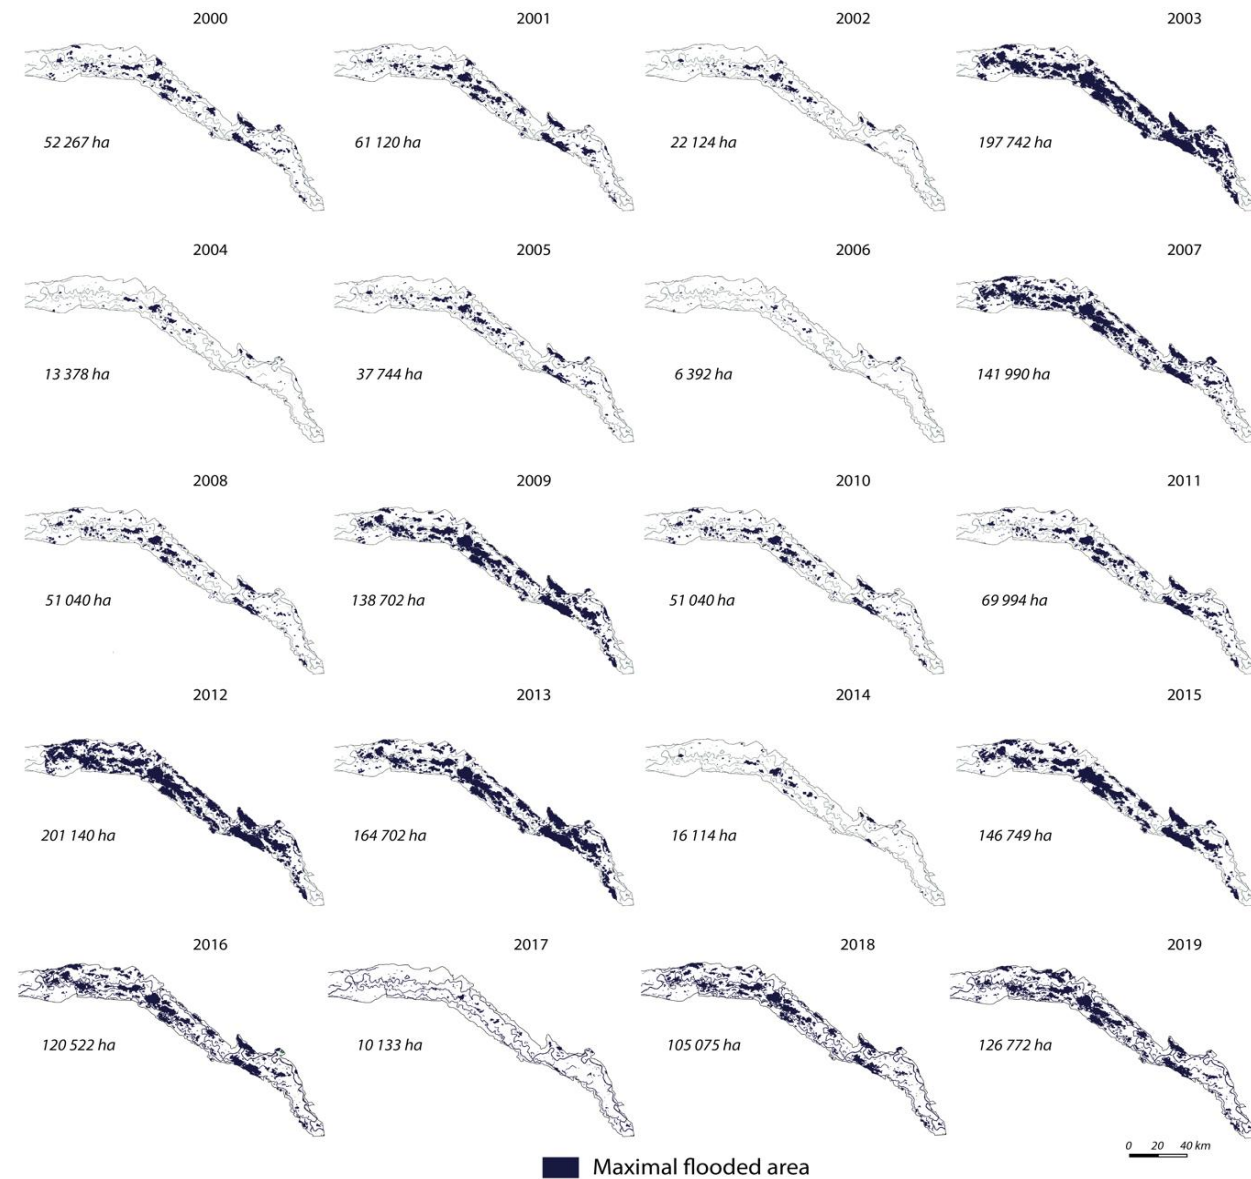 2000 2001 2002 2003
52 267 ha 61 120 ha 22 124 ha 197 742 ha
2004 2005 2006 2007
13 378 ha 37 744 ha 6 392 ha 141 990 ha
2008 2009 2010 2011
51 040 ha 138 702 ha 51 040 ha 69 994 ha
2012 2013 2014 2015
201 140 ha 164 702 ha 16 114 ha 146 749 ha
2016 2017 2018 2019
120 522 ha 10 133 ha 105 075 ha 126 772 ha
0 20 40 km
Maximal flooded area